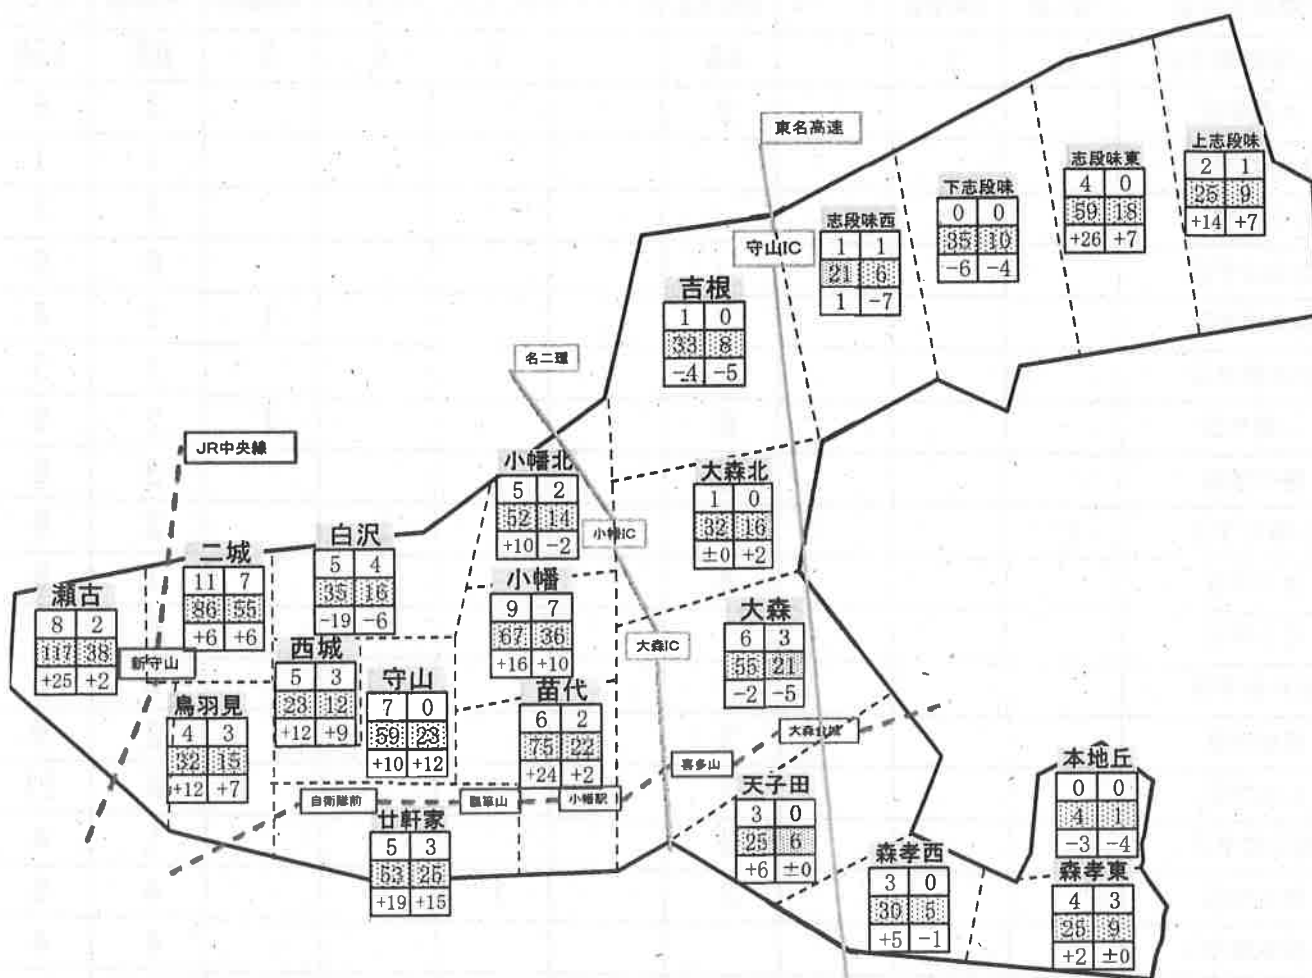 東名高速
上志段味
2 1
25 9
+14 +7
志段味東
4 0
59 18
+26 +7
下志段味
0 0
35 10
-6 -4
志段味西
1 1
21 6
1 -7
守山IC
吉根
1 0
33 8
-4 -5
名二環
JR中央線
小幡北
5 2
52 14
+10 -2
小幡IC
大森北
1 0
32 16
±0 +2
白沢
5 4
35 16
-19 -6
二城
11 7
86 55
+6 +6
瀬古
8 2
117 38
+25 +2
新守山
小幡
9 7
67 36
+16 +10
大森IC
大森
6 3
55 21
-2 -5
西城
5 3
23 12
+12 +9
守山
7 0
59 23
+10 +12
苗代
6 2
75 22
+24 +2
鳥羽見
4 3
32 15
+12 +7
大森金城
喜多山
自衛隊前
瓢箪山
小幡駅
廿軒家
5 3
53 25
+19 +15
天子田
3 0
25 6
+6 ±0
本地丘
0 0
4 1
-3 -4
森孝西
3 0
30 5
+5 -1
森孝東
4 3
25 9
+2 ±0